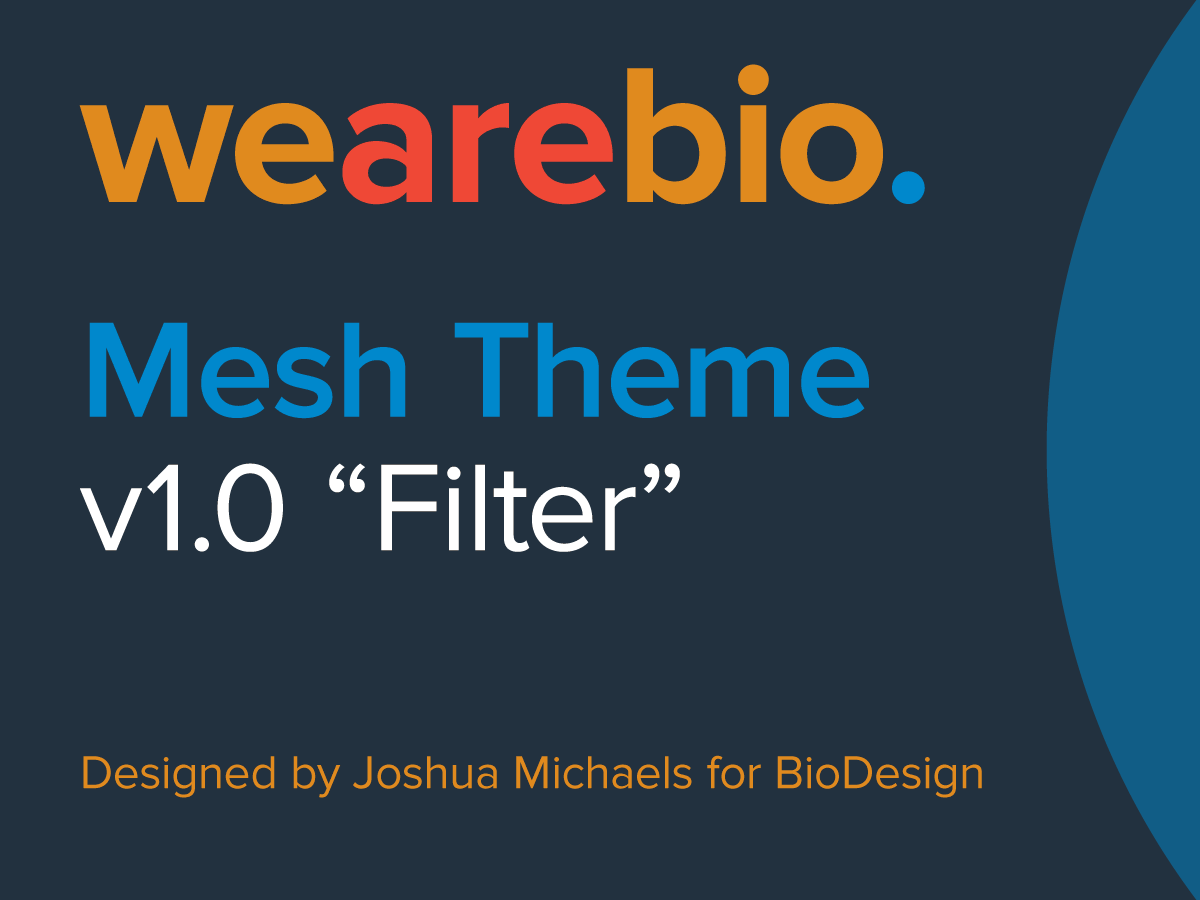 wearebio.
Mesh Theme
v1.0 “Filter”
Designed by Joshua Michaels for BioDesign